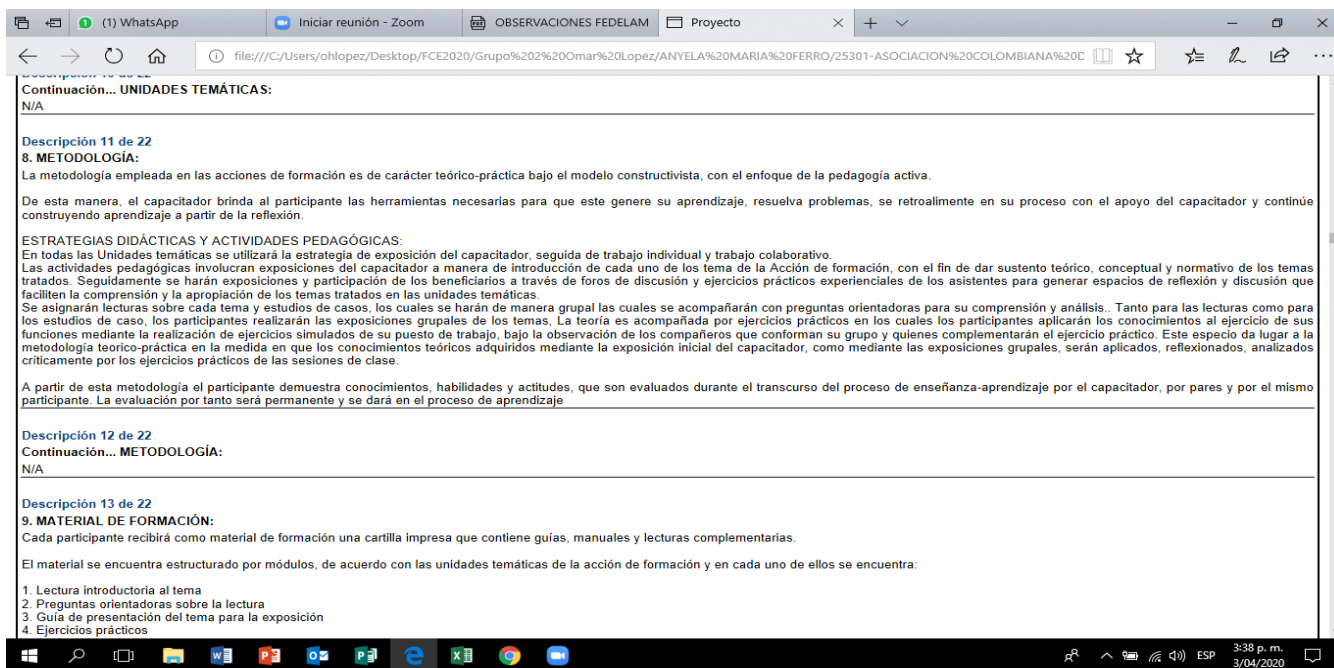 (1) WhatsApp
Iniciar reunión - Zoom
OBSERVACIONES FEDELAM
Proyecto
file:///C:/Users/ohlopez/Desktop/FCE2020/Grupo%202%20Omar%20Lopez/ANYELA%20MARIA%20FERRO/25301-ASOCIACION%20COLOMBIANA%20D
Continuación... UNIDADES TEMÁTICAS:
N/A
Descripción 11 de 22
8. METODOLOGÍA:
La metodología empleada en las acciones de formación es de carácter teórico-práctica bajo el modelo constructivista, con el enfoque de la pedagogía activa.
De esta manera, el capacitador brinda al participante las herramientas necesarias para que este genere su aprendizaje, resuelva problemas, se retroalimente en su proceso con el apoyo del capacitador y continúe
construyendo aprendizaje a partir de la reflexión.
ESTRATEGIAS DIDÁCTICAS Y ACTIVIDADES PEDAGÓGICAS:
En todas las Unidades temáticas se utilizará la estrategia de exposición del capacitador, seguida de trabajo individual y trabajo colaborativo.
Las actividades pedagógicas involucran exposiciones del capacitador a manera de introducción de cada uno de los tema de la Acción de formación, con el fin de dar sustento teórico, conceptual y normativo de los temas
tratados. Seguidamente se harán exposiciones y participación de los beneficiarios a través de foros de discusión y ejercicios prácticos experienciales de los asistentes para generar espacios de reflexión y discusión que
faciliten la comprensión y la apropiación de los temas tratados en las unidades temáticas.
Se asignarán lecturas sobre cada tema y estudios de casos, los cuales se harán de manera grupal las cuales se acompañarán con preguntas orientadoras para su comprensión y análisis.. Tanto para las lecturas como para
los estudios de caso, los participantes realizarán las exposiciones grupales de los temas, La teoría es acompañada por ejercicios prácticos en los cuales los participantes aplicarán los conocimientos al ejercicio de sus
funciones mediante la realización de ejercicios simulados de su puesto de trabajo, bajo la observación de los compañeros que conforman su grupo y quienes complementarán el ejercicio práctico. Este especio da lugar a la
metodología teorico-práctica en la medida en que los conocimientos teóricos adquiridos mediante la exposición inicial del capacitador, como mediante las exposiciones grupales, serán aplicados, reflexionados, analizados
críticamente por los ejercicios prácticos de las sesiones de clase.
A partir de esta metodología el participante demuestra conocimientos, habilidades y actitudes, que son evaluados durante el transcurso del proceso de enseñanza-aprendizaje por el capacitador, por pares y por el mismo
participante. La evaluación por tanto será permanente y se dará en el proceso de aprendizaje
Descripción 12 de 22
Continuación... METODOLOGÍA:
N/A
Descripción 13 de 22
9. MATERIAL DE FORMACIÓN:
Cada participante recibirá como material de formación una cartilla impresa que contiene guías, manuales y lecturas complementarias.
El material se encuentra estructurado por módulos, de acuerdo con las unidades temáticas de la acción de formación y en cada uno de ellos se encuentra:
1. Lectura introductoria al tema
2. Preguntas orientadoras sobre la lectura
3. Guía de presentación del tema para la exposición
4. Ejercicios prácticos
ESP
3:38 p. m.
3/04/2020